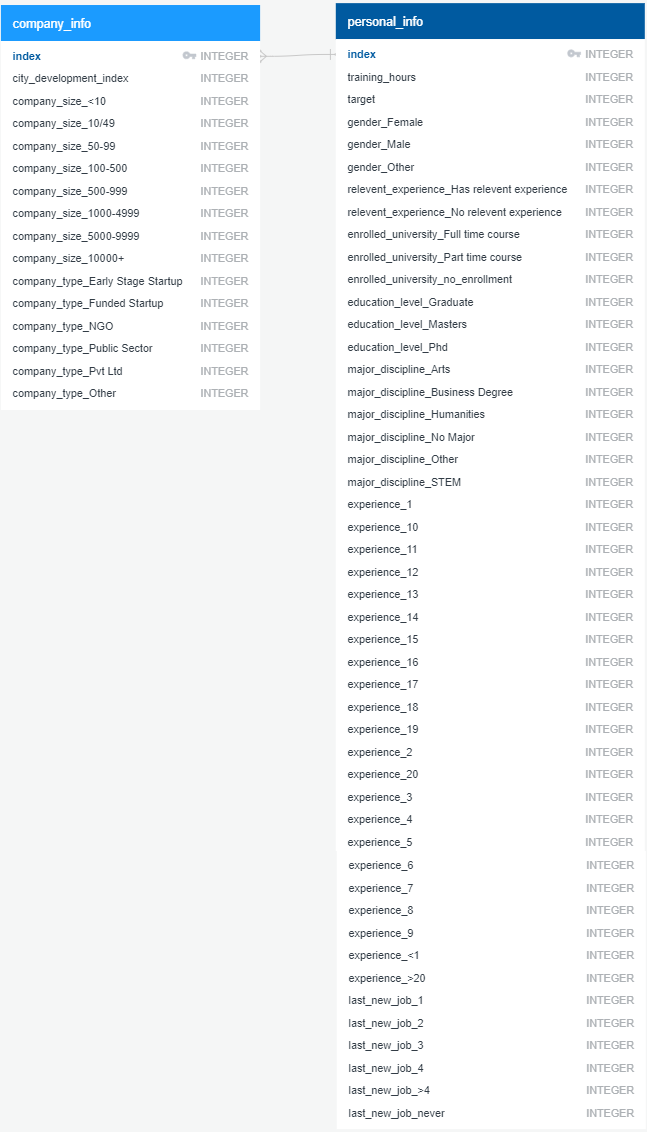 company_info
index INTEGER
city_development_index INTEGER
company_size_<10 INTEGER
company_size_10/49 INTEGER
company_size_50-99 INTEGER
company_size_100-500 INTEGER
company_size_500-999 INTEGER
company_size_1000-4999 INTEGER
company_size_5000-9999 INTEGER
company_size_10000+ INTEGER
company_type_Early Stage Startup INTEGER
company_type_Funded Startup INTEGER
company_type_NGO INTEGER
company_type_Public Sector INTEGER
company_type_Pvt Ltd INTEGER
company_type_Other INTEGER
personal_info
index INTEGER
training_hours INTEGER
target INTEGER
gender_Female INTEGER
gender_Male INTEGER
gender_Other INTEGER
relevent_experience_Has relevent experience INTEGER
relevent_experience_No relevent experience INTEGER
enrolled_university_Full time course INTEGER
enrolled_university_Part time course INTEGER
enrolled_university_no_enrollment INTEGER
education_level_Graduate INTEGER
education_level_Masters INTEGER
education_level_Phd INTEGER
major_discipline_Arts INTEGER
major_discipline_Business Degree INTEGER
major_discipline_Humanities INTEGER
major_discipline_No Major INTEGER
major_discipline_Other INTEGER
major_discipline_STEM INTEGER
experience_1 INTEGER
experience_10 INTEGER
experience_11 INTEGER
experience_12 INTEGER
experience_13 INTEGER
experience_14 INTEGER
experience_15 INTEGER
experience_16 INTEGER
experience_17 INTEGER
experience_18 INTEGER
experience_19 INTEGER
experience_2 INTEGER
experience_20 INTEGER
experience_3 INTEGER
experience_4 INTEGER
experience_5 INTEGER
experience_6 INTEGER
experience_7 INTEGER
experience_8 INTEGER
experience_9 INTEGER
experience_<1 INTEGER
experience_>20 INTEGER
last_new_job_1 INTEGER
last_new_job_2 INTEGER
last_new_job_3 INTEGER
last_new_job_4 INTEGER
last_new_job_>4 INTEGER
last_new_job_never INTEGER